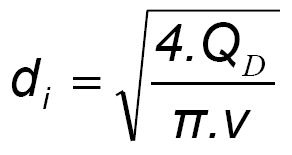 d_i = √(4.Q_D / π.v)